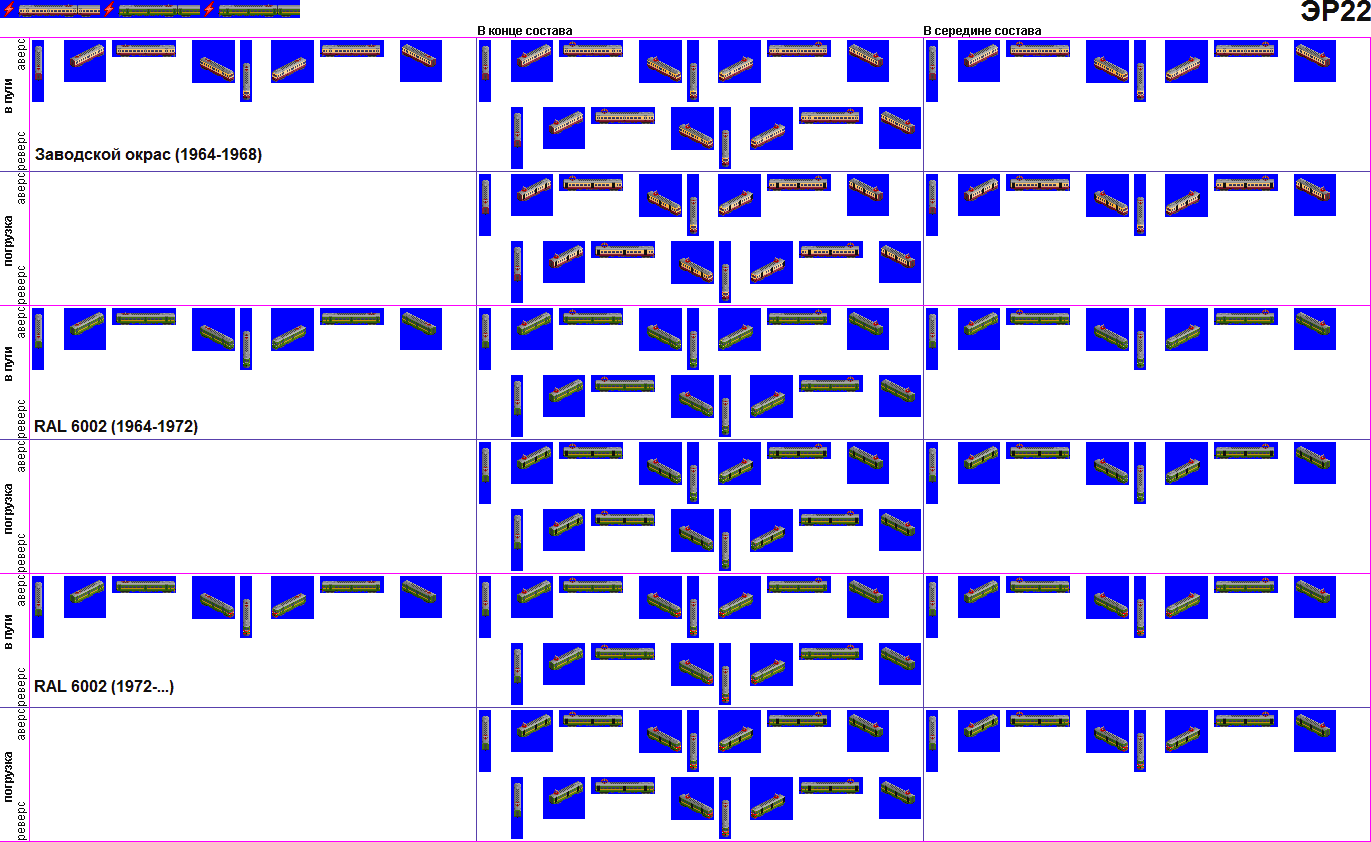 ЭР22
В конце состава
В середине состава
аверс
в пути
реверс
Заводской окрас (1964-1968)
аверс
погрузка
реверс
аверс
в пути
реверс
RAL 6002 (1964-1972)
аверс
погрузка
реверс
аверс
в пути
реверс
RAL 6002 (1972-...)
аверс
погрузка
реверс